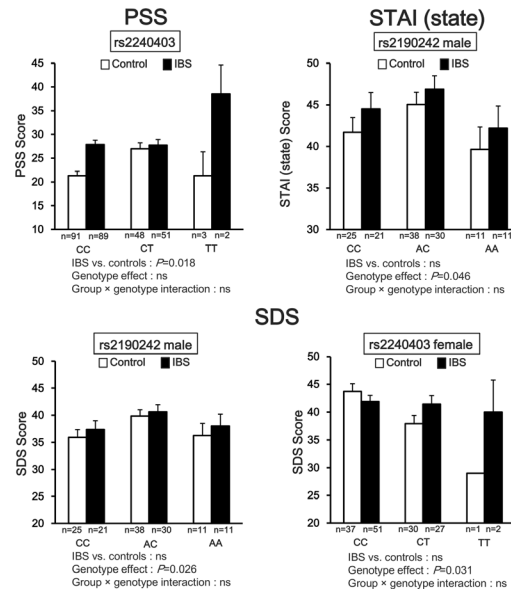 PSS
rs2240403
Control IBS
PSS Score
45
40
35
30
25
20
15
10
n=91 n=89 n=48 n=51 n=3 n=2
CC CT TT
IBS vs. controls : P=0.018
Genotype effect : ns
Group × genotype interaction : ns
STAI (state)
rs2190242 male
Control IBS
STAI (state) Score
50
45
40
35
30
n=25 n=21 n=38 n=30 n=11 n=11
CC AC AA
IBS vs. controls : ns
Genotype effect : P=0.046
Group × genotype interaction : ns
SDS
rs2190242 male
Control IBS
SDS Score
50
45
40
35
30
25
20
n=25 n=21 n=38 n=30 n=11 n=11
CC AC AA
IBS vs. controls : ns
Genotype effect : P=0.026
Group × genotype interaction : ns
rs2240403 female
Control IBS
SDS Score
50
45
40
35
30
25
20
n=37 n=51 n=30 n=27 n=1 n=2
CC CT TT
IBS vs. controls : ns
Genotype effect : P=0.031
Group × genotype interaction : ns